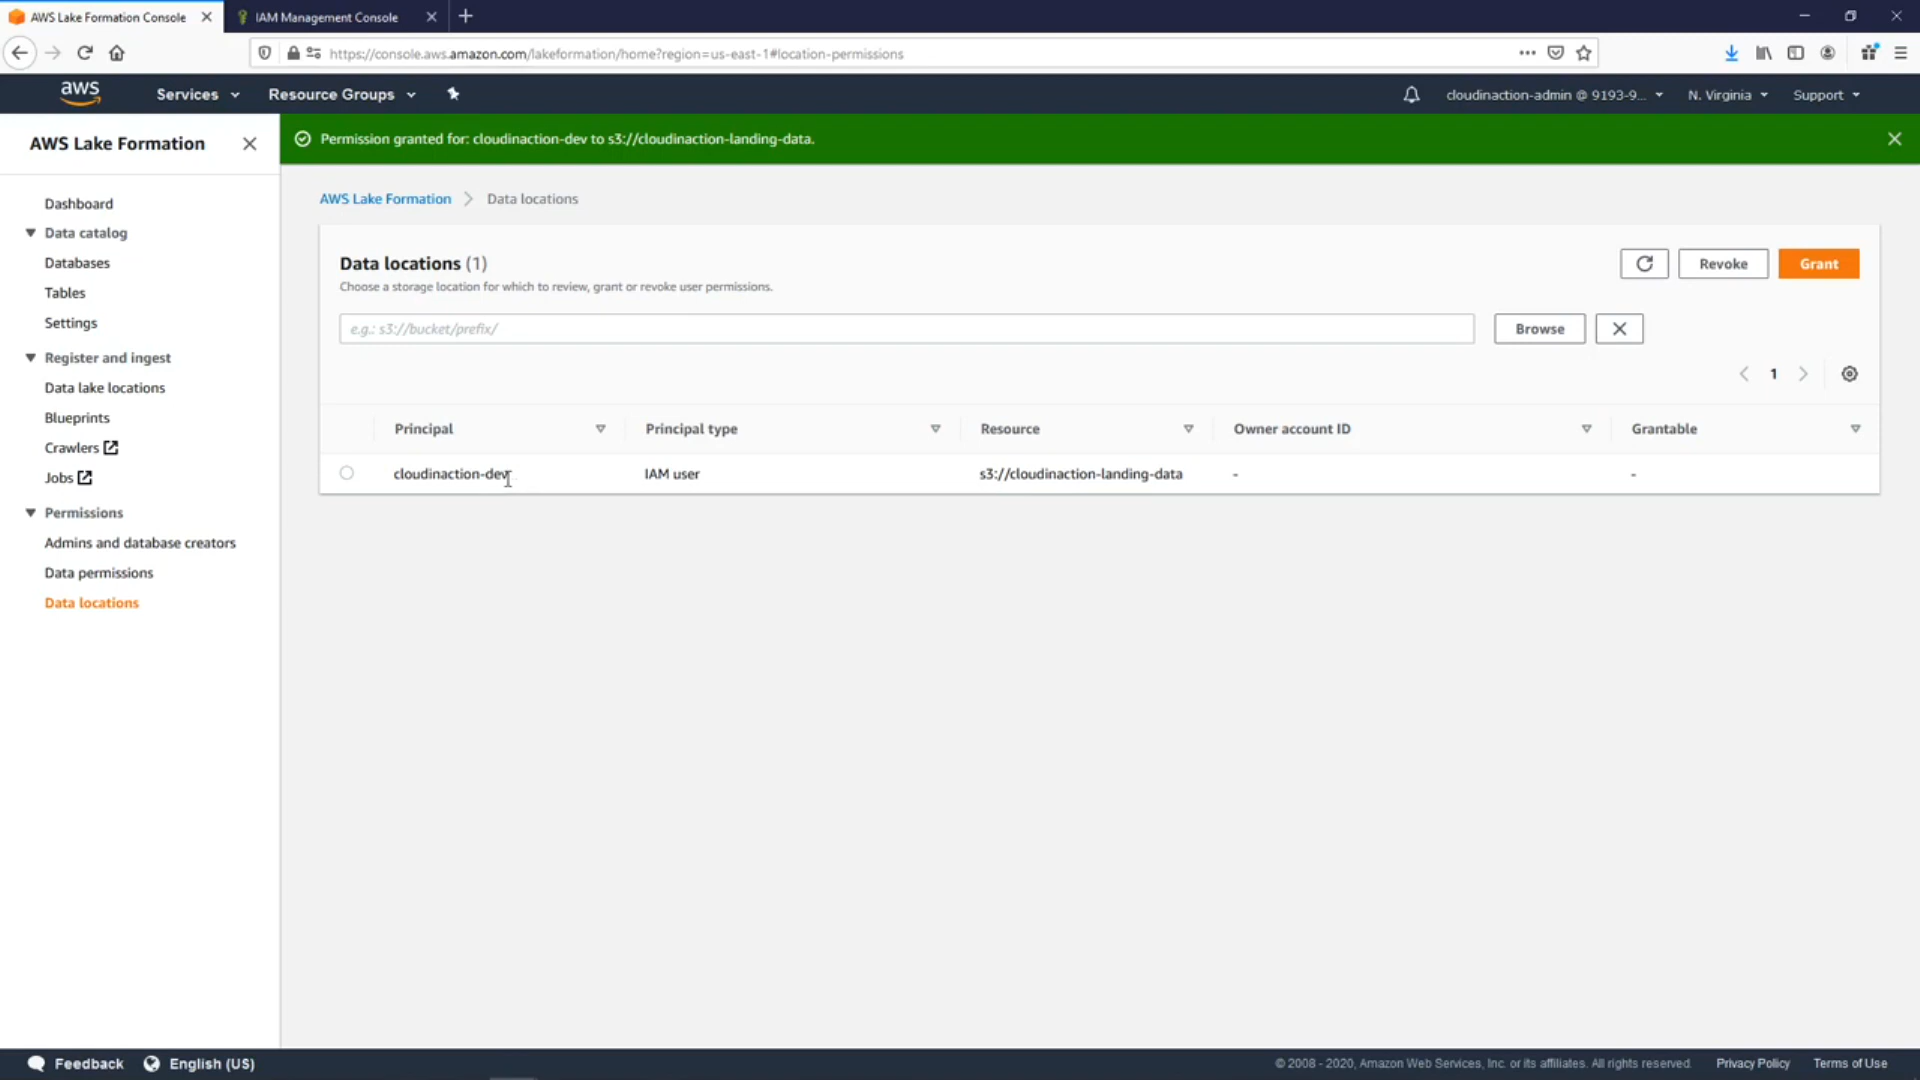 AWS Lake Formation Console
IAM Management Console
https://console.aws.amazon.com/lakeformation/home?region=us-east-1#location-permissions
aws
Services
Resource Groups
cloudinaction-admin @ 9193-9...
N. Virginia
Support
AWS Lake Formation
Permission granted for: cloudinaction-dev to s3://cloudinaction-landing-data.
Dashboard
Data catalog
Databases
Tables
Settings
Register and ingest
Data lake locations
Blueprints
Crawlers
Jobs
Permissions
Admins and database creators
Data permissions
Data locations
AWS Lake Formation > Data locations
Data locations (1)
Choose a storage location for which to review, grant or revoke user permissions.
Revoke
Grant
e.g.: s3://bucket/prefix/
Browse
1
Principal
Principal type
Resource
Owner account ID
Grantable
cloudinaction-dev
IAM user
s3://cloudinaction-landing-data
-
-
Feedback
English (US)
© 2008 - 2020, Amazon Web Services, Inc. or its affiliates. All rights reserved.
Privacy Policy
Terms of Use